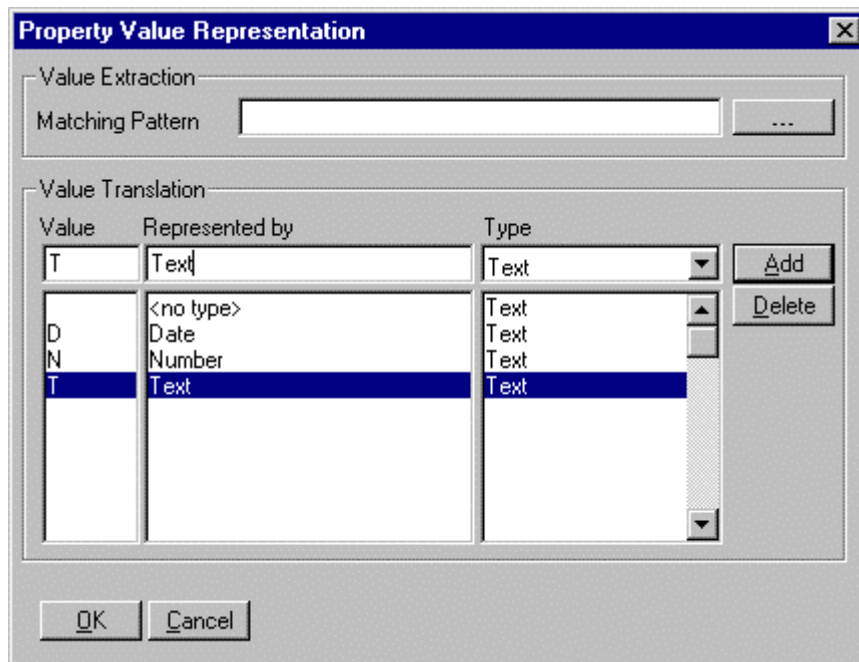 Property Value Representation
Value Extraction
Matching Pattern ...
Value Translation
Value Represented by Type
T Text Text Add
<no type> Text Delete
D Date Text
N Number Text
T Text Text
OK Cancel